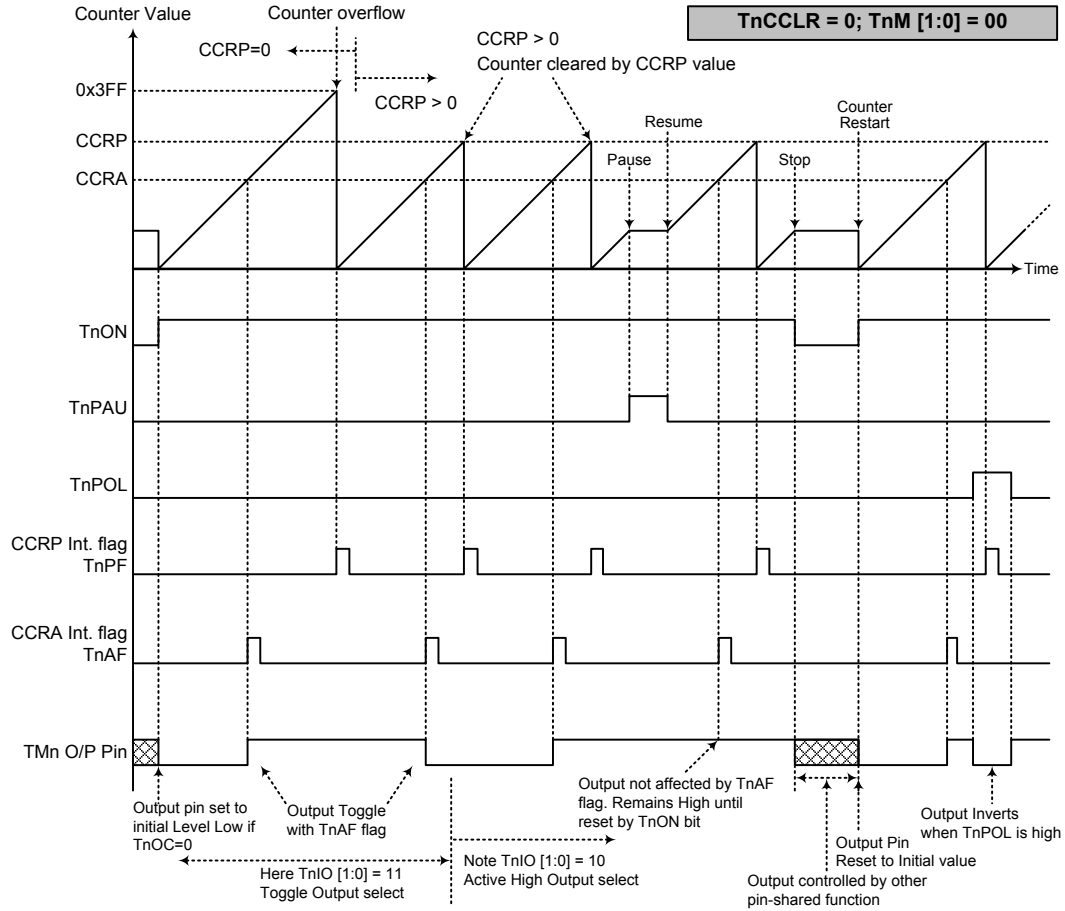 Counter Value
Counter overflow
TnCCLR = 0; TnM [1:0] = 00
CCRP=0
CCRP > 0
CCRP > 0
Counter cleared by CCRP value
0x3FF
CCRP
CCRA
Pause
Resume
Stop
Counter
Restart
Time
TnON
TnPAU
TnPOL
CCRP Int. flag
TnPF
CCRA Int. flag
TnAF
TMn O/P Pin
Output pin set to
initial Level Low if
TnOC=0
Output Toggle
with TnAF flag
Output not affected by TnAF
flag. Remains High until
reset by TnON bit
Output Inverts
when TnPOL is high
Output Pin
Reset to Initial value
Here TnIO [1:0] = 11
Toggle Output select
Note TnIO [1:0] = 10
Active High Output select
Output controlled by other
pin-shared function